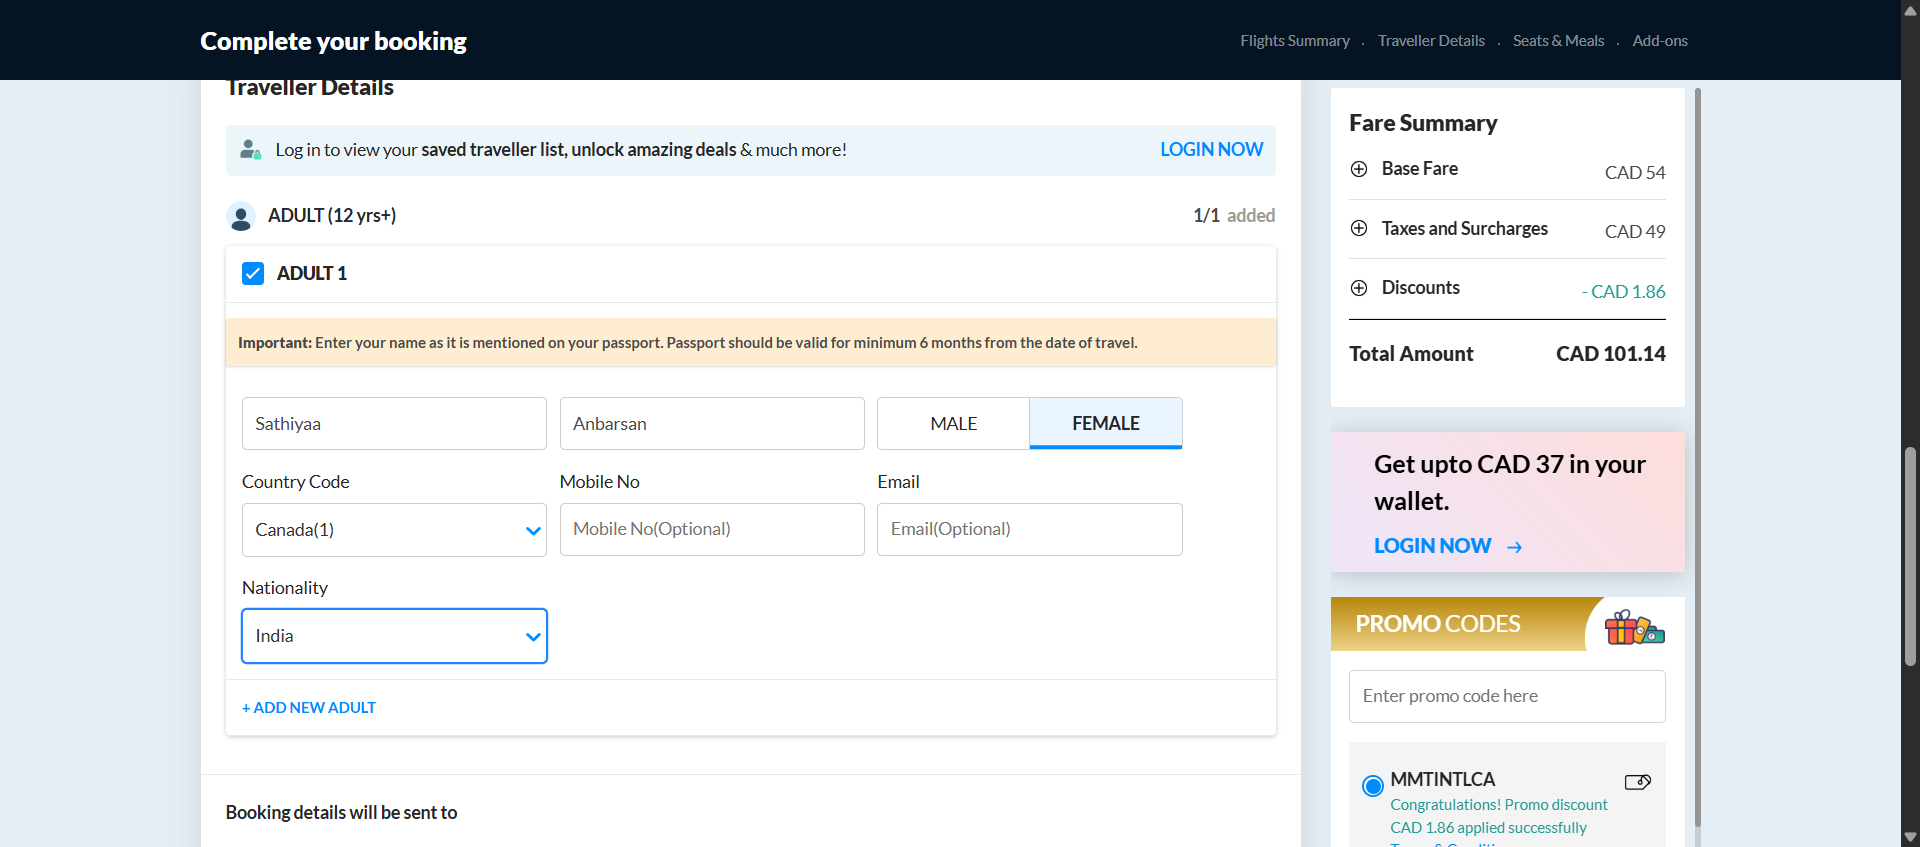 Complete your booking
Flights Summary . Traveller Details . Seats & Meals . Add-ons
Traveller Details
Log in to view your saved traveller list, unlock amazing deals & much more!
LOGIN NOW
ADULT (12 yrs+)
1/1 added
ADULT 1
Important: Enter your name as it is mentioned on your passport. Passport should be valid for minimum 6 months from the date of travel.
Sathiyaa
Anbarsan
MALE
FEMALE
Country Code
Mobile No
Email
Canada(1)
Mobile No(Optional)
Email(Optional)
Nationality
India
+ ADD NEW ADULT
Booking details will be sent to
Fare Summary
Base Fare
CAD 54
Taxes and Surcharges
CAD 49
Discounts
- CAD 1.86
Total Amount
CAD 101.14
Get upto CAD 37 in your
wallet.
LOGIN NOW →
PROMO CODES
Enter promo code here
MMTINTLCA
Congratulations! Promo discount
CAD 1.86 applied successfully